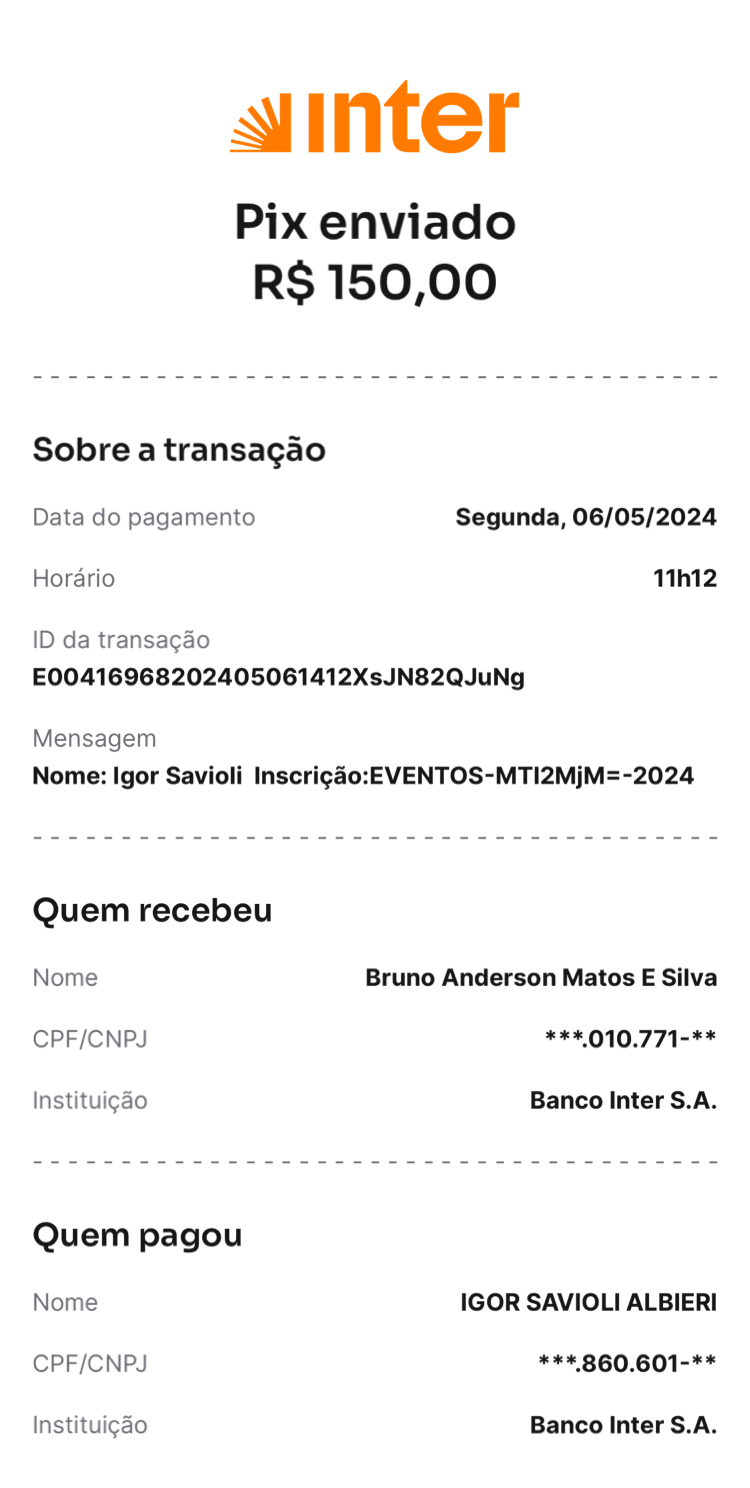 inter
Pix enviado
R$ 150,00
Sobre a transação
Data do pagamento Segunda, 06/05/2024
Horário 11h12
ID da transação
E00416968202405061412XsJN82QJuNg
Mensagem
Nome: Igor Savioli  Inscrição:EVENTOS-MTI2MjM=-2024
Quem recebeu
Nome Bruno Anderson Matos E Silva
CPF/CNPJ ***.010.771-**
Instituição Banco Inter S.A.
Quem pagou
Nome IGOR SAVIOLI ALBIERI
CPF/CNPJ ***.860.601-**
Instituição Banco Inter S.A.